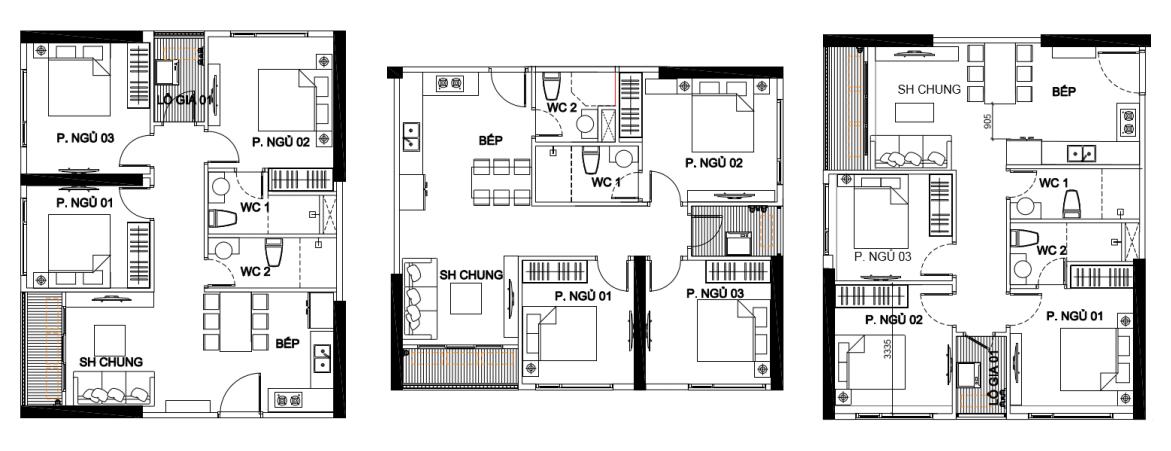 LÔ GIA 01
P. NGỦ 03
P. NGỦ 02
P. NGỦ 01
WC 1
WC 2
SH CHUNG
BẾP
WC 2
BẾP
WC 1
P. NGỦ 02
SH CHUNG
P. NGỦ 01
P. NGỦ 03
SH CHUNG
BẾP
905
WC 1
WC 2
P. NGỦ 03
P. NGỦ 02
P. NGỦ 01
3335
LÔ GIA 01